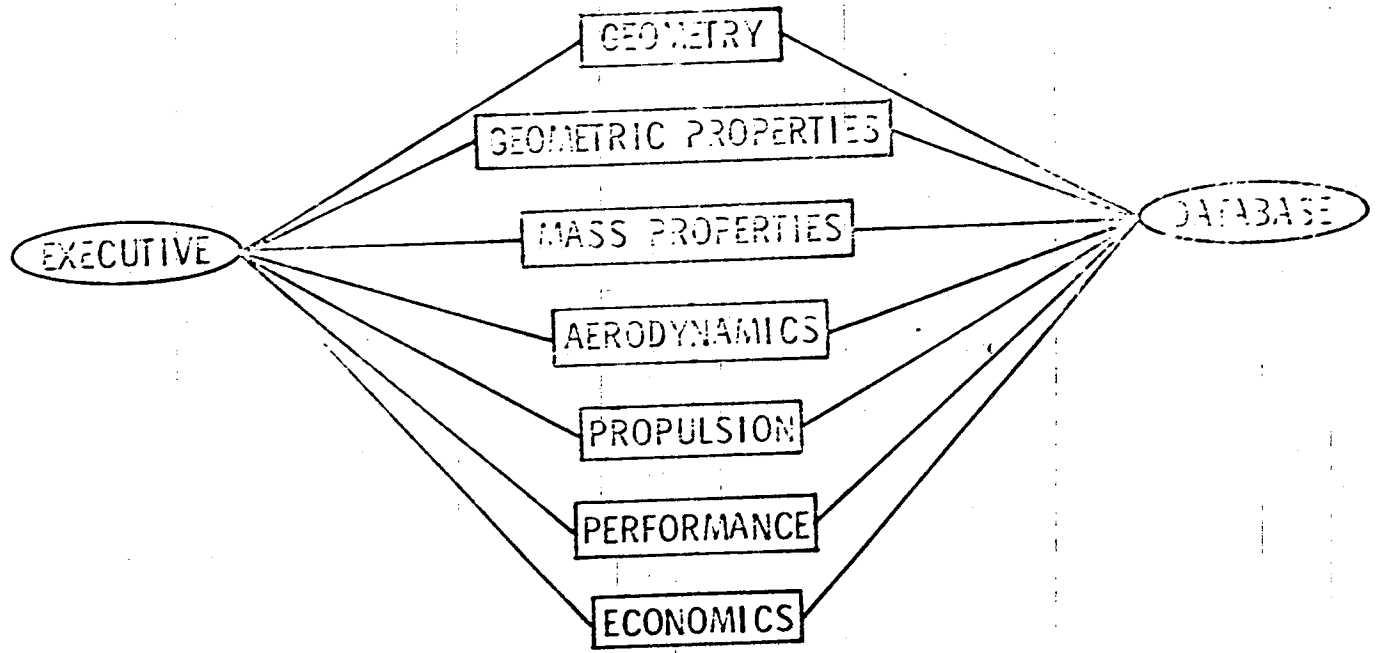 GEOMETRY
GEOMETRIC PROPERTIES
MASS PROPERTIES
EXECUTIVE
DATABASE
AERODYNAMICS
PROPULSION
PERFORMANCE
ECONOMICS